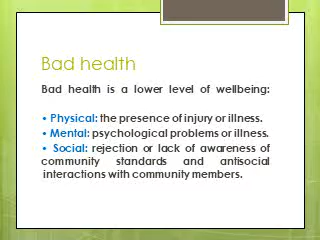 Bad health
Bad health is a lower level of wellbeing:
• Physical: the presence of injury or illness.
• Mental: psychological problems or illness.
• Social: rejection or lack of awareness of
community standards and antisocial
interactions with community members.